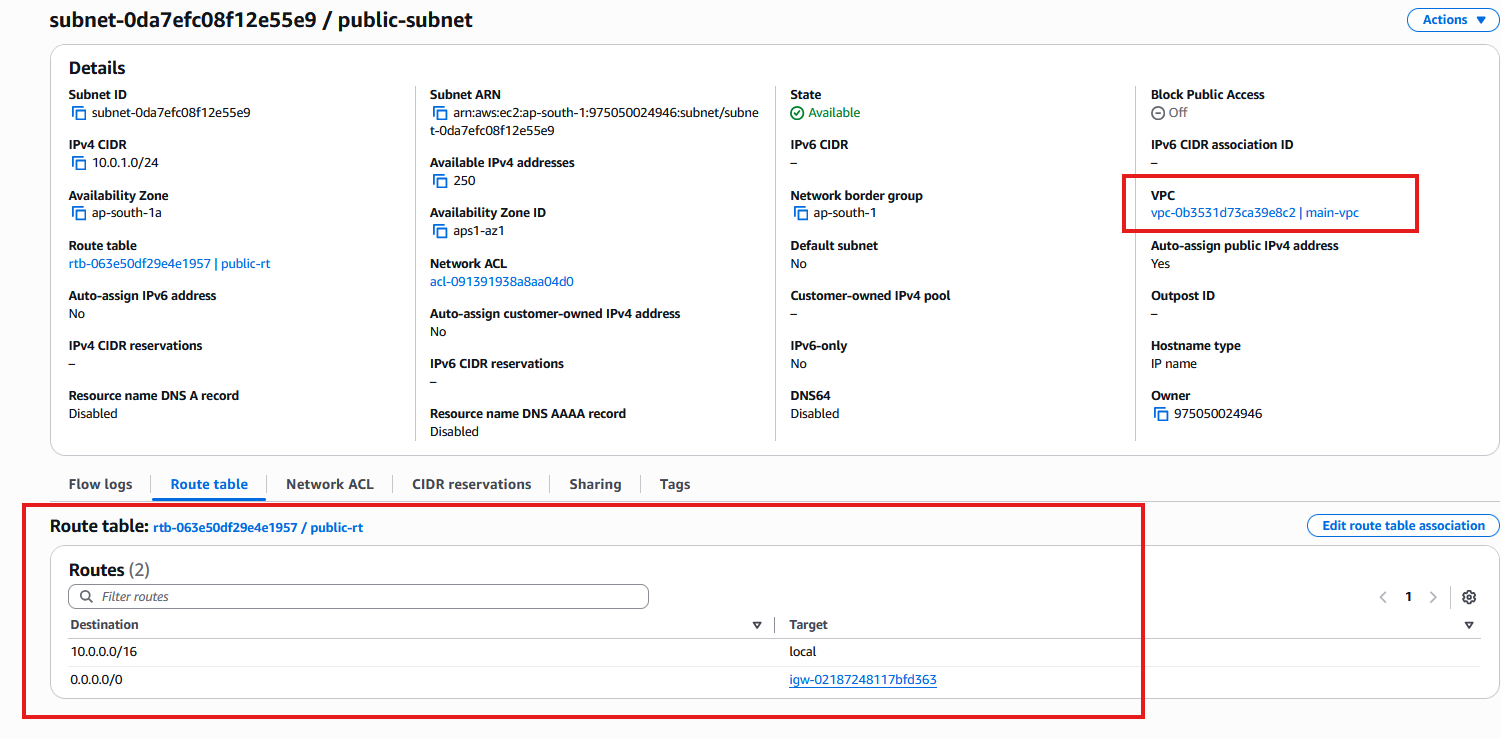 subnet-0da7efc08f12e55e9 / public-subnet
Actions
Details
Subnet ID
subnet-0da7efc08f12e55e9
IPv4 CIDR
10.0.1.0/24
Availability Zone
ap-south-1a
Route table
rtb-063e50df29e4e1957 | public-rt
Auto-assign IPv6 address
No
IPv4 CIDR reservations
–
Resource name DNS A record
Disabled
Subnet ARN
arn:aws:ec2:ap-south-1:975050024946:subnet/subne
t-0da7efc08f12e55e9
Available IPv4 addresses
250
Availability Zone ID
aps1-az1
Network ACL
acl-091391938a8aa04d0
Auto-assign customer-owned IPv4 address
No
IPv6 CIDR reservations
–
Resource name DNS AAAA record
Disabled
State
Available
IPv6 CIDR
–
Network border group
ap-south-1
Default subnet
No
Customer-owned IPv4 pool
–
IPv6-only
No
DNS64
Disabled
Block Public Access
Off
IPv6 CIDR association ID
–
VPC
vpc-0b3531d73ca39e8c2 | main-vpc
Auto-assign public IPv4 address
Yes
Outpost ID
–
Hostname type
IP name
Owner
975050024946
Flow logs
Route table
Network ACL
CIDR reservations
Sharing
Tags
Route table: rtb-063e50df29e4e1957 / public-rt
Edit route table association
Routes (2)
Filter routes
1
Destination
Target
10.0.0.0/16
local
0.0.0.0/0
igw-02187248117bfd363